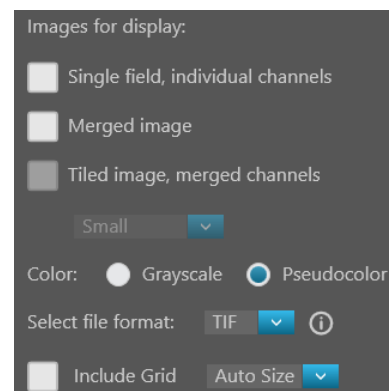 Images for display:
Single field, individual channels
Merged image
Tiled image, merged channels
Small
Color: Grayscale Pseudocolor
Select file format: TIF
Include Grid Auto Size